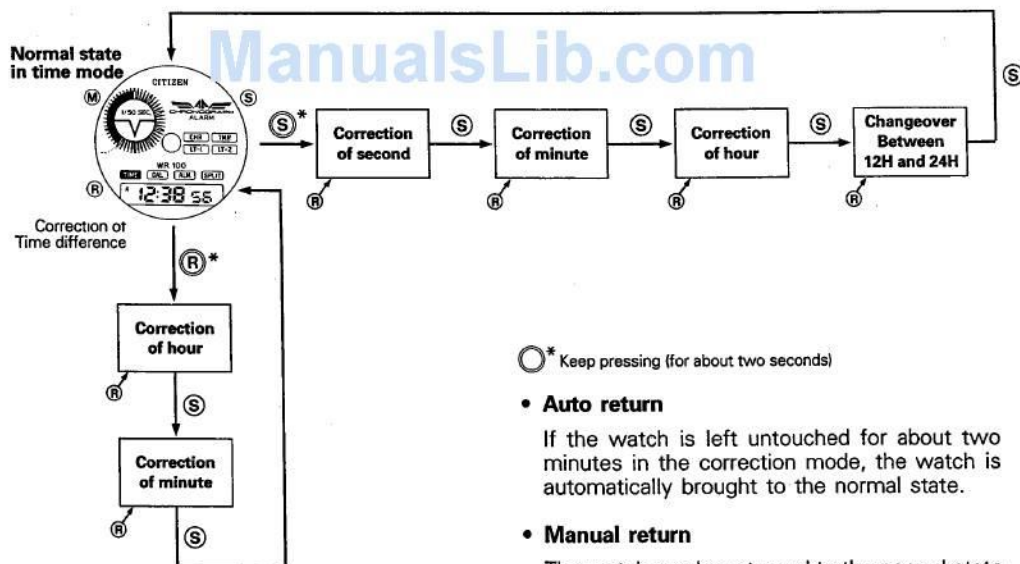 ManualsLib.com
Normal state
in time mode
M
CITIZEN
S
1/50 SEC.
CHRONOGRAPH
ALARM
CHR TMR
LT-1 LT-2
WR 100
TIME CAL ALM SPLIT
R
A 12:38 56
S*
Correction
of second
R
S
Correction
of minute
R
S
Correction
of hour
R
S
Changeover
Between
12H and 24H
R
S
Correction of
Time difference
R*
Correction
of hour
R
S
Correction
of minute
R
S
* Keep pressing (for about two seconds)
• Auto return
If the watch is left untouched for about two
minutes in the correction mode, the watch is
automatically brought to the normal state.
• Manual return